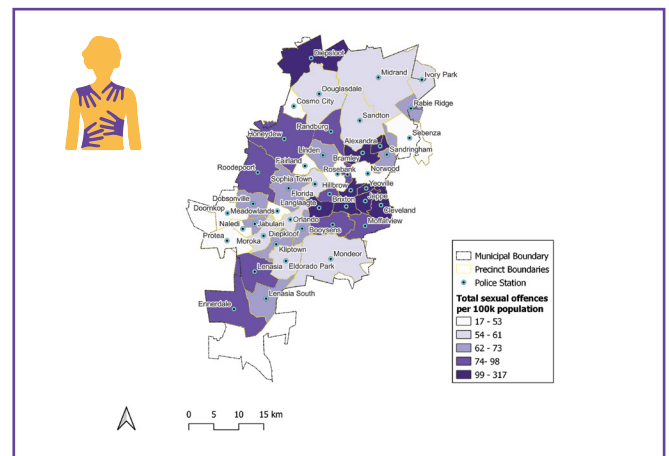 Diepsloot
Midrand
Ivory Park
Douglasdale
Cosmo City
Rabie Ridge
Sandton
Randburg
Honeydew
Sebenza
Alexandra
Linden
Bramley
Sandringham
Fairland
Rosebank
Norwood
Roodepoort
Sophia Town
Hillbrow
Yeoville
Florida
Dobsonville
Jeppe
Brixton
Langlaagte
Cleveland
Doornkop
Meadowlands
Orlando
Moffatview
Naledi
Jabulani
Booysens
Protea
Diepkloof
Moroka
Kliptown
Mondeor
Lenasia
Eldorado Park
Lenasia South
Ennerdale
Municipal Boundary
Precinct Boundaries
Police Station
Total sexual offences
per 100k population
17 - 53
54 - 61
62 - 73
74- 98
99 - 317
0 5 10 15 km